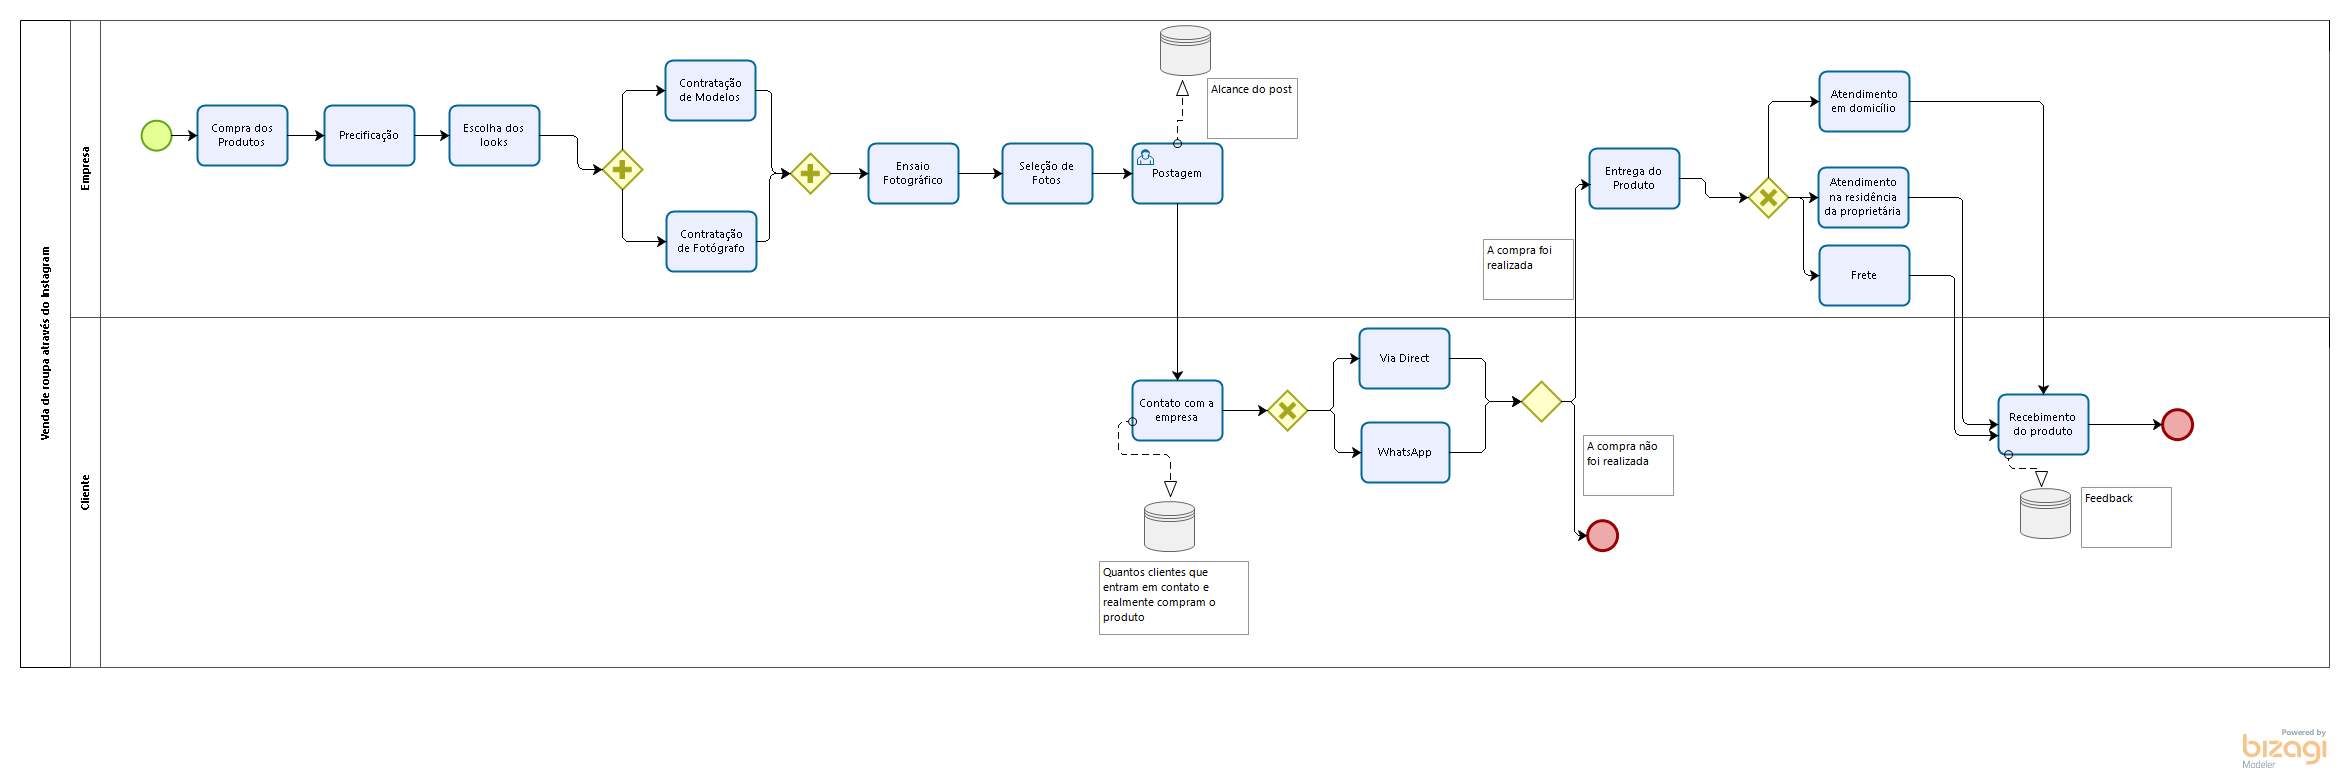 Venda de roupa através do Instagram
Empresa
Cliente
Compra dos
Produtos
Precificação
Escolha dos
looks
Contratação
de Modelos
Contratação
de Fotógrafo
Ensaio
Fotográfico
Seleção de
Fotos
Postagem
Alcance do post
Contato com a
empresa
Quantos clientes que
entram em contato e
realmente compram o
produto
Via Direct
WhatsApp
A compra foi
realizada
A compra não
foi realizada
Entrega do
Produto
Atendimento
em domicílio
Atendimento
na residência
da proprietária
Frete
Recebimento
do produto
Feedback
Powered by
bizagi
Modeler